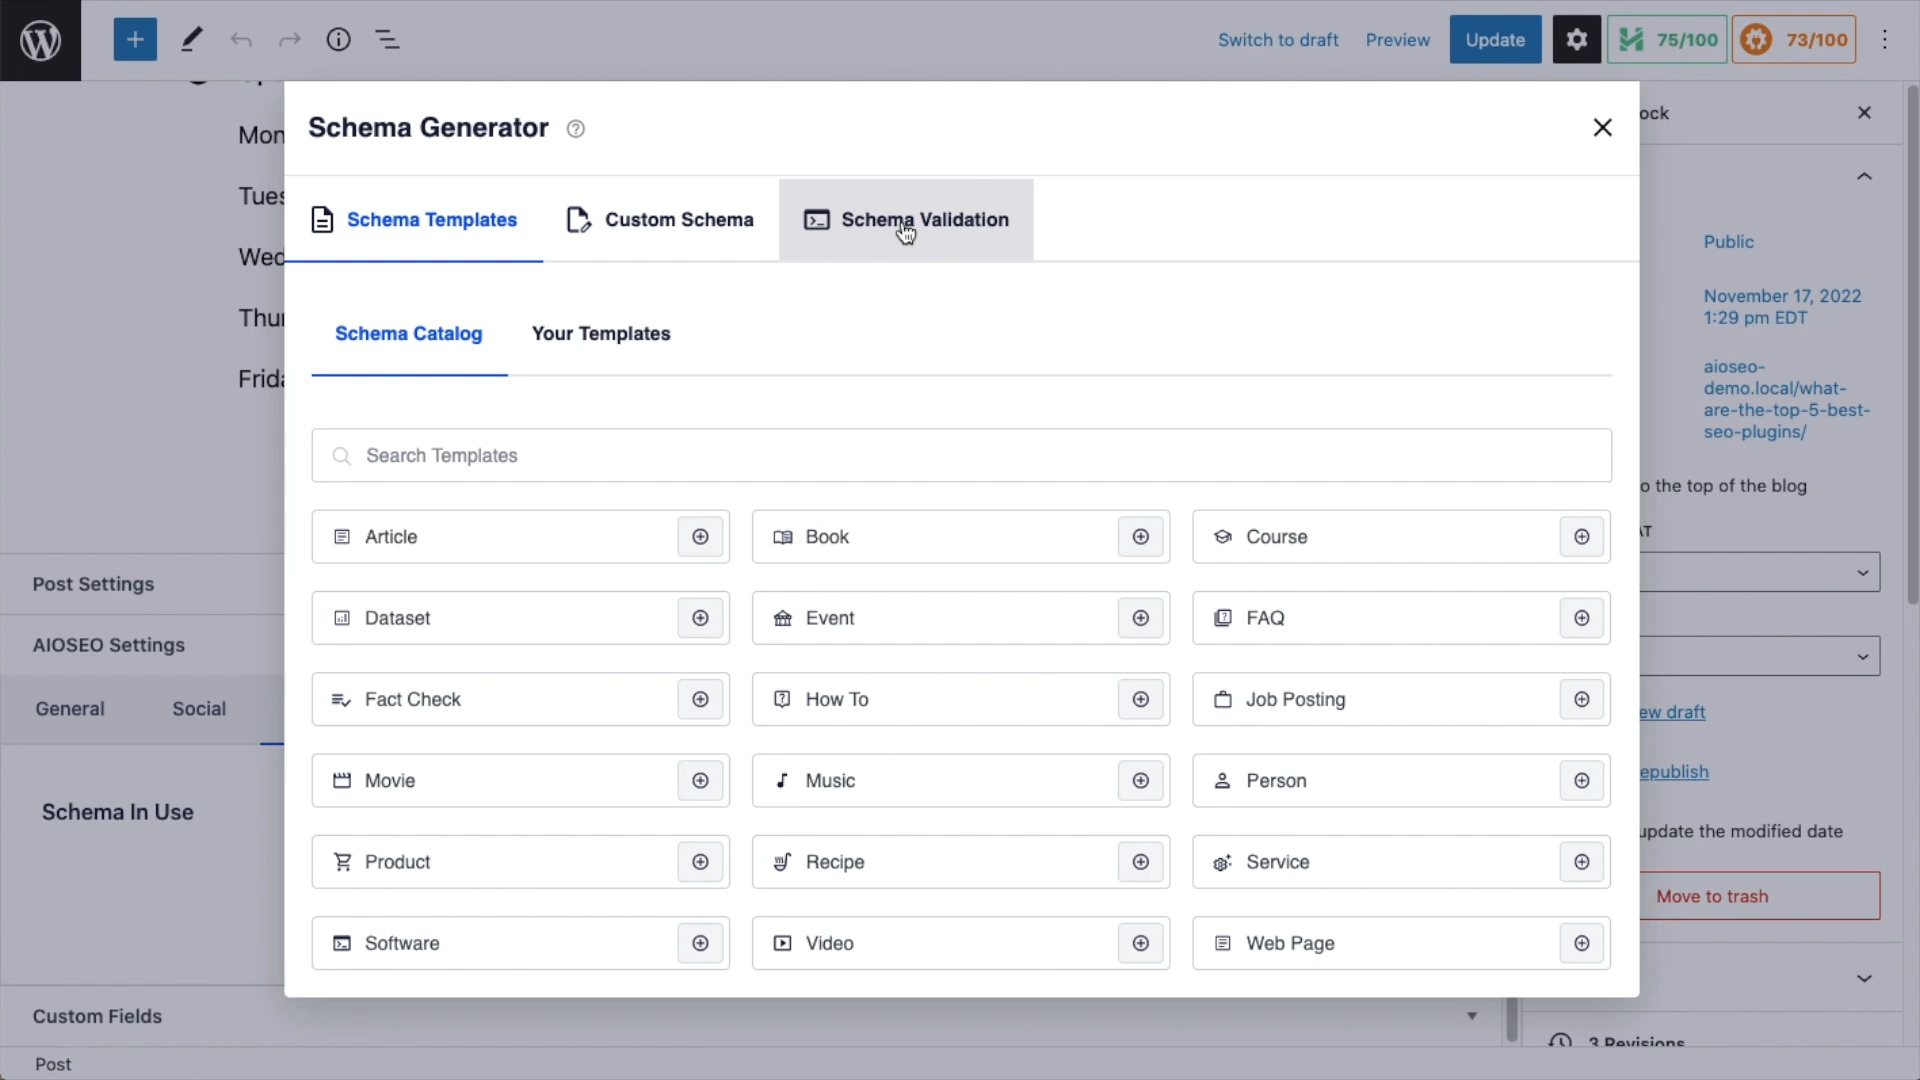 Switch to draft
Preview
Update
75/100
73/100
Mon
Tues
Wed
Thur
Frida
Post Settings
AIOSEO Settings
General
Social
Schema In Use
Custom Fields
Post
Schema Generator
Schema Templates
Custom Schema
Schema Validation
Schema Catalog
Your Templates
Search Templates
Article
Book
Course
Dataset
Event
FAQ
Fact Check
How To
Job Posting
Movie
Music
Person
Product
Recipe
Service
Software
Video
Web Page
ock
Public
November 17, 2022
1:29 pm EDT
aioseo-
demo.local/what-
are-the-top-5-best-
seo-plugins/
o the top of the blog
AT
ew draft
epublish
update the modified date
Move to trash
3 Revisions